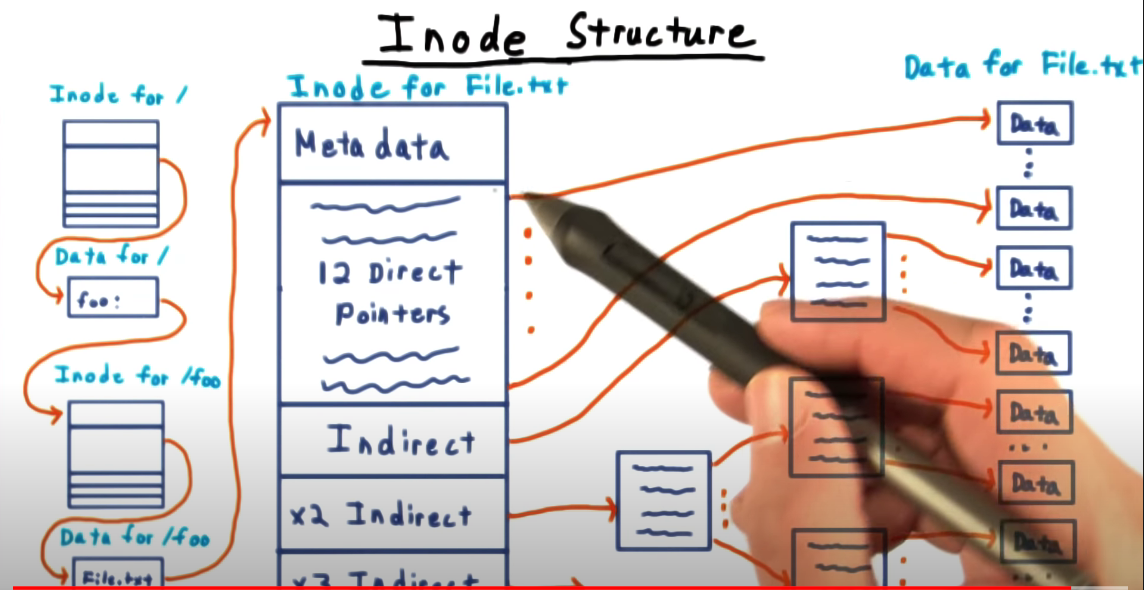 Inode Structure
Inode for /
Data for /
foo:
Inode for /foo
Data for /foo
File.txt
Inode for File.txt
Meta data
12 Direct
Pointers
Indirect
x2 Indirect
x3 Indirect
Data for File.txt
Data
Data
Data
Data
Data
Data
Data